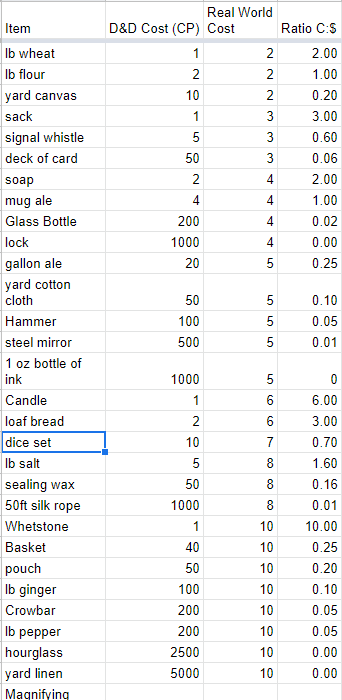 Item D&D Cost (CP) Real World Cost Ratio C:$
lb wheat 1 2 2.00
lb flour 2 2 1.00
yard canvas 10 2 0.20
sack 1 3 3.00
signal whistle 5 3 0.60
deck of card 50 3 0.06
soap 2 4 2.00
mug ale 4 4 1.00
Glass Bottle 200 4 0.02
lock 1000 4 0.00
gallon ale 20 5 0.25
yard cotton
cloth 50 5 0.10
Hammer 100 5 0.05
steel mirror 500 5 0.01
1 oz bottle of
ink 1000 5 0
Candle 1 6 6.00
loaf bread 2 6 3.00
dice set 10 7 0.70
lb salt 5 8 1.60
sealing wax 50 8 0.16
50ft silk rope 1000 8 0.01
Whetstone 1 10 10.00
Basket 40 10 0.25
pouch 50 10 0.20
lb ginger 100 10 0.10
Crowbar 200 10 0.05
lb pepper 200 10 0.05
hourglass 2500 10 0.00
yard linen 5000 10 0.00
Magnifying